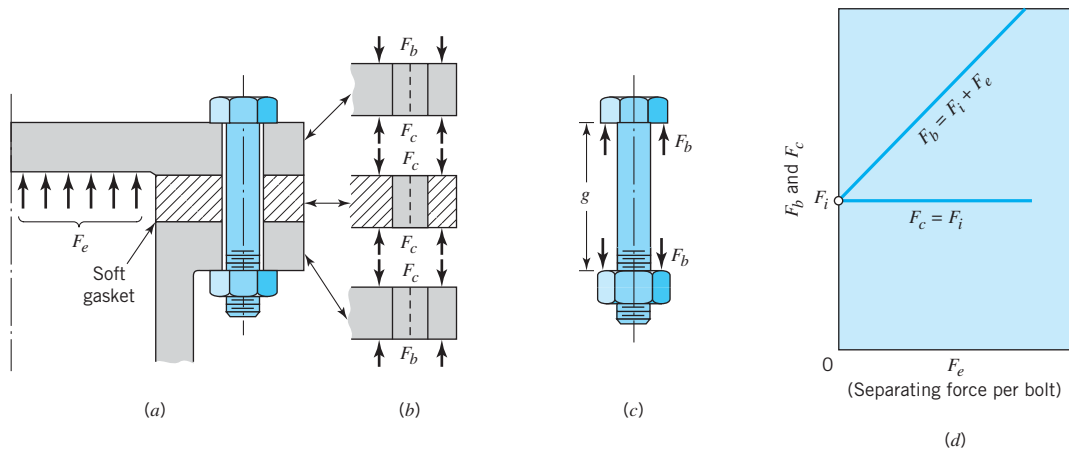 F_e
Soft
gasket
(a)
F_b
F_c
F_c
F_c
F_c
F_b
(b)
g
F_b
F_b
(c)
F_b and F_c
F_i
F_b = F_i + F_e
F_c = F_i
0
F_e
(Separating force per bolt)
(d)